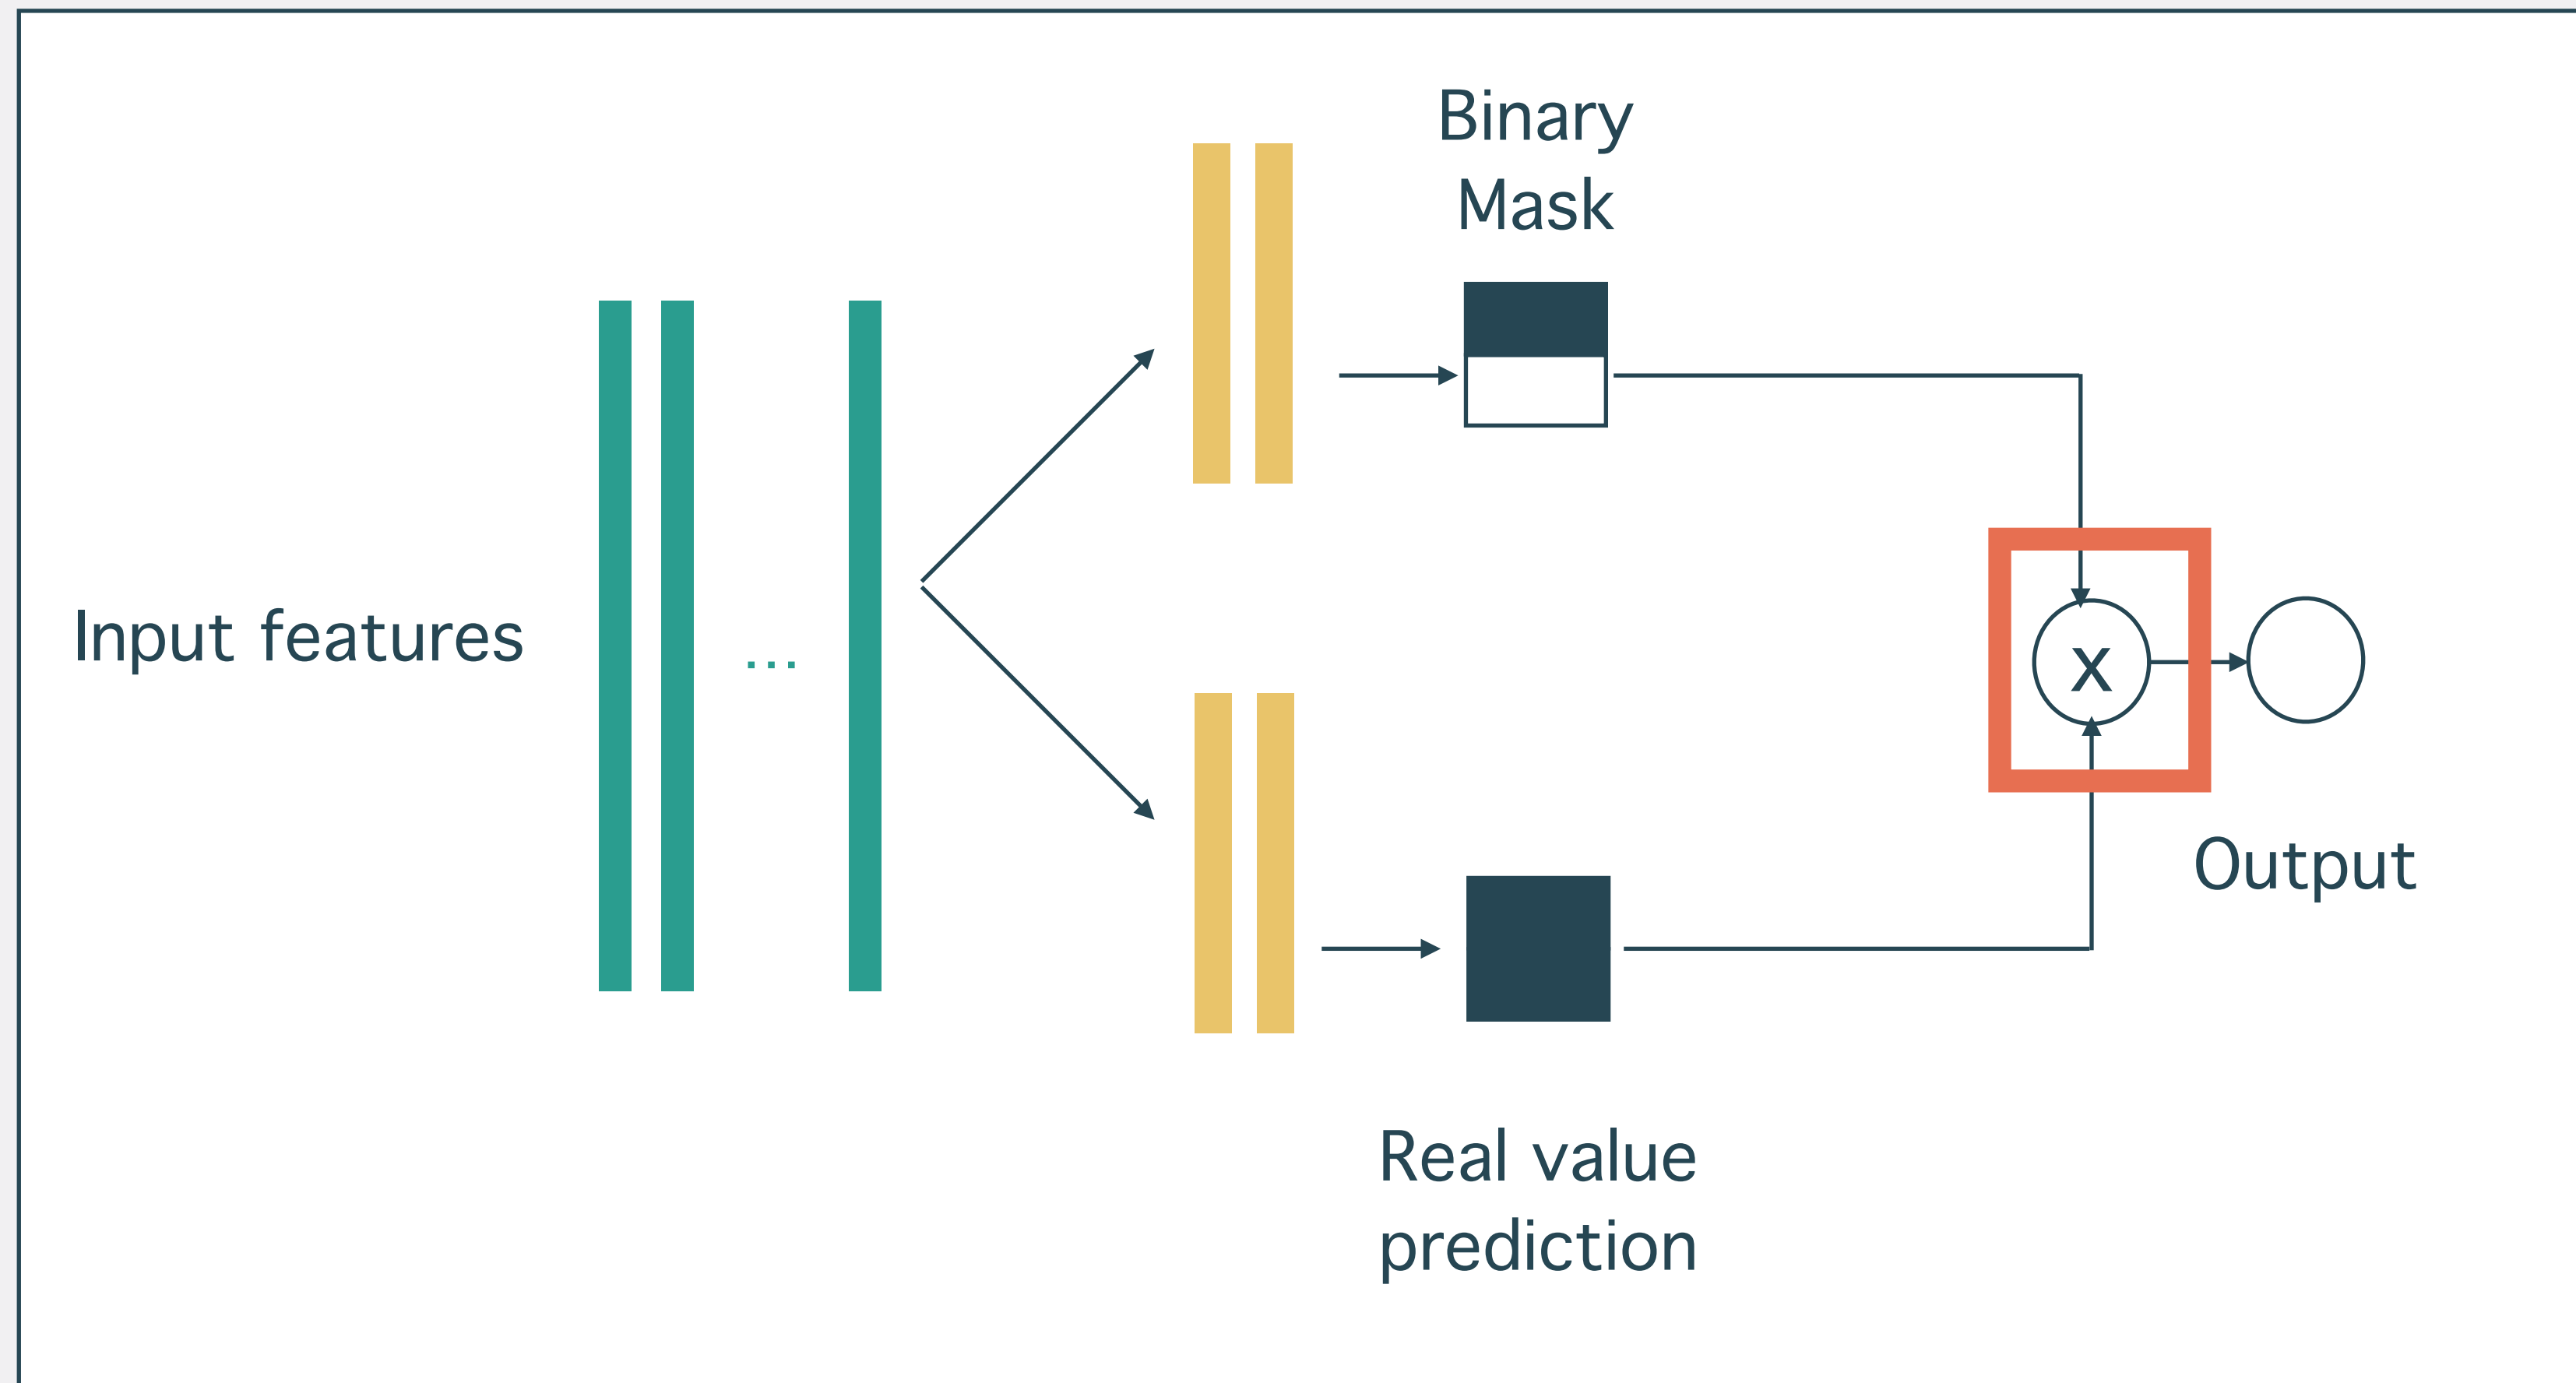 Binary
Mask
Input features
...
x
Output
Real value
prediction